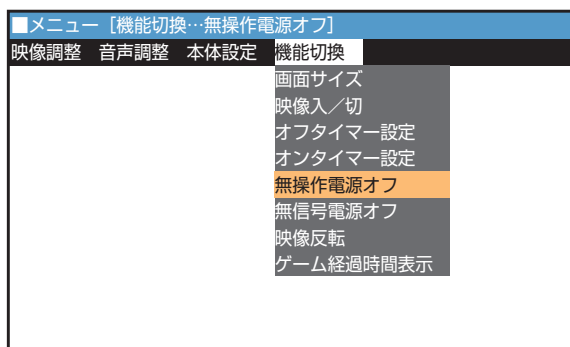 ■メニュー［機能切換…無操作電源オフ］
映像調整 音声調整 本体設定 機能切換
画面サイズ
映像入／切
オフタイマー設定
オンタイマー設定
無操作電源オフ
無信号電源オフ
映像反転
ゲーム経過時間表示